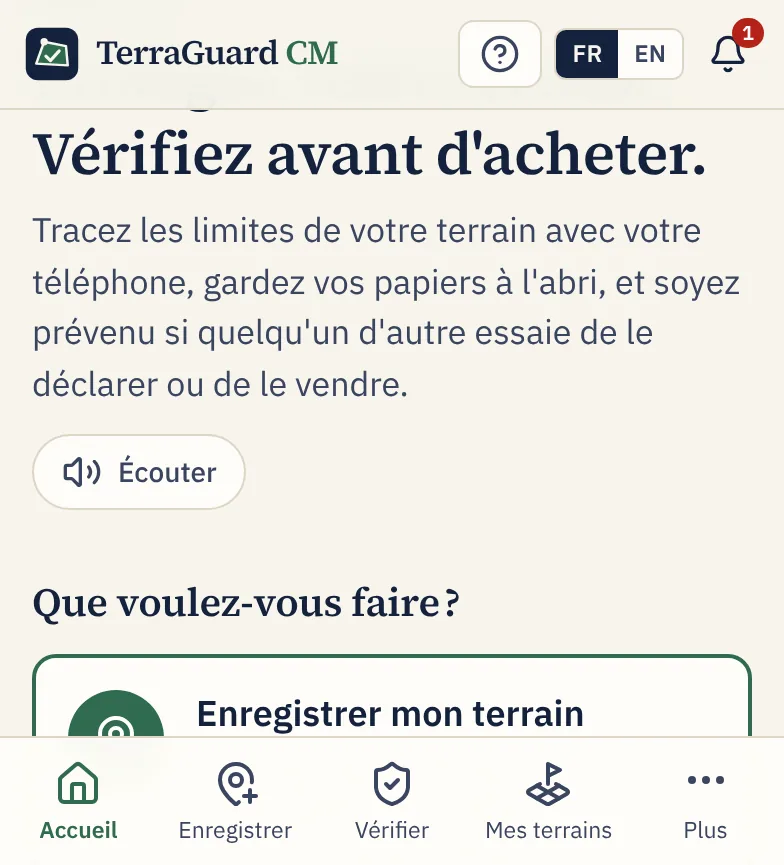 TerraGuard CM
FR
EN
1
Vérifiez avant d'acheter.
Tracez les limites de votre terrain avec votre
téléphone, gardez vos papiers à l'abri, et soyez
prévenu si quelqu'un d'autre essaie de le
déclarer ou de le vendre.
Écouter
Que voulez-vous faire ?
Enregistrer mon terrain
Accueil
Enregistrer
Vérifier
Mes terrains
Plus